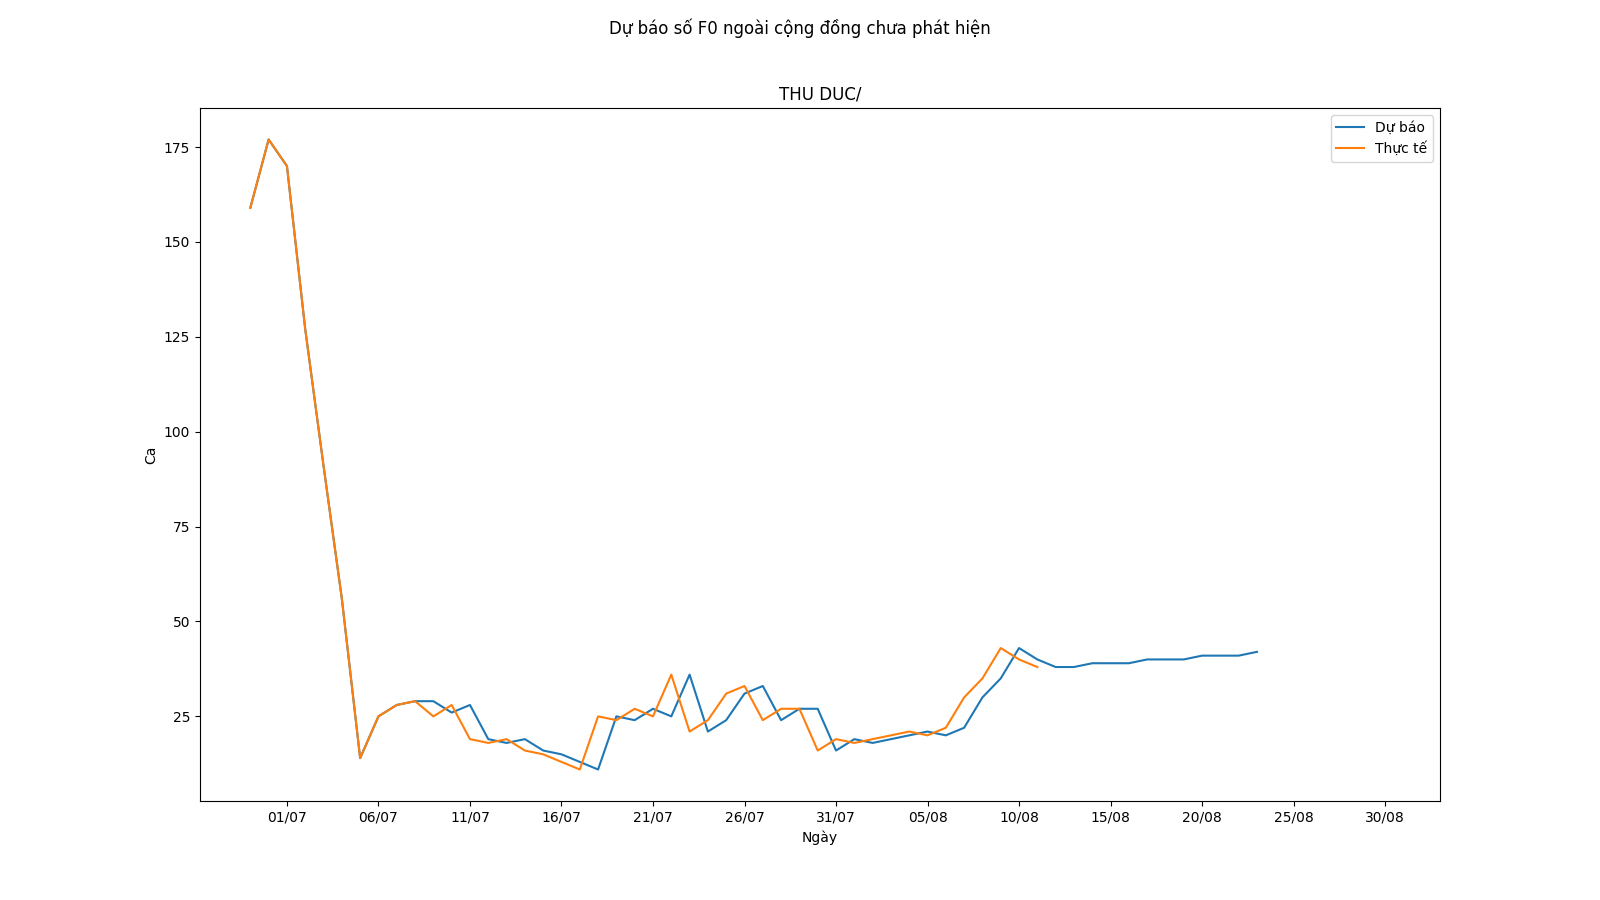 Dự báo số F0 ngoài cộng đồng chưa phát hiện
THU DUC/
Dự báo
Thực tế
175
150
125
100
75
50
25
Ca
01/07 06/07 11/07 16/07 21/07 26/07 31/07 05/08 10/08 15/08 20/08 25/08 30/08
Ngày